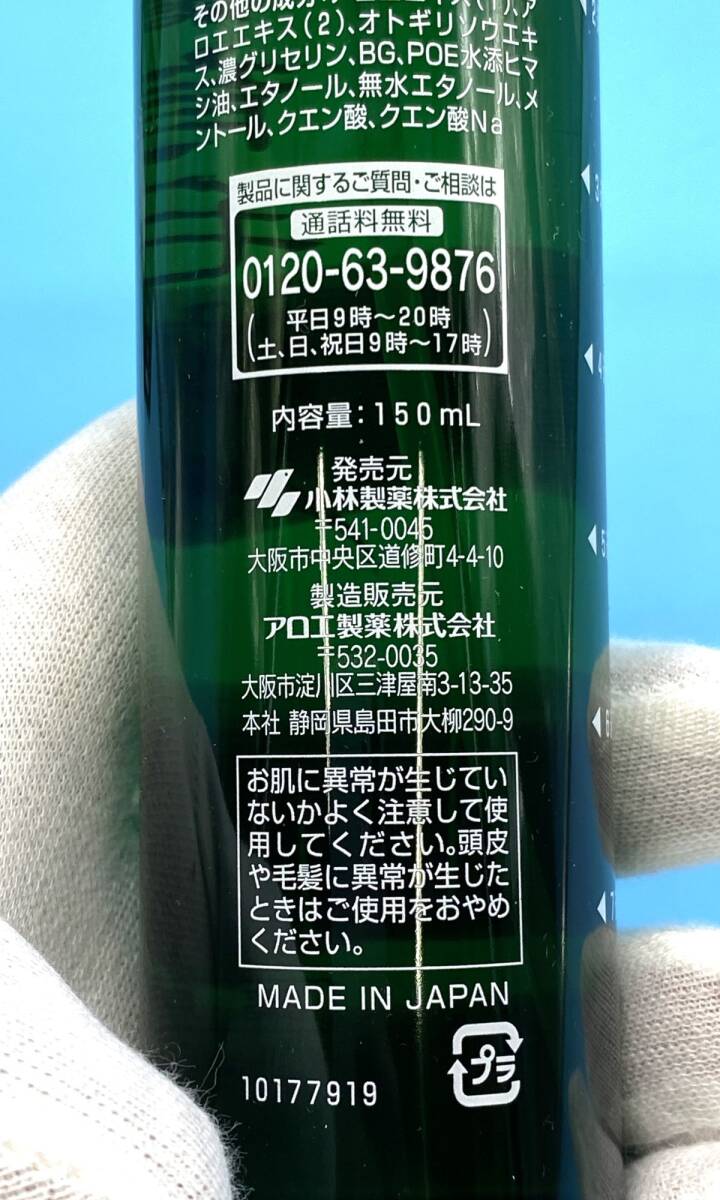 その他の成分
ロエエキス(2)、オトギリソウエキ
ス、濃グリセリン、BG、POE水添ヒマ
シ油、エタノール、無水エタノール、メ
ントール、クエン酸、クエン酸Na
製品に関するご質問・ご相談は
通話料無料
0120-63-9876
(平日9時〜20時
土、日、祝日9時〜17時)
内容量:150mL
発売元
小林製薬株式会社
〒541-0045
大阪市中央区道修町4-4-10
製造販売元
アロエ製薬株式会社
〒532-0035
大阪市淀川区三津屋南3-13-35
本社 静岡県島田市大柳290-9
お肌に異常が生じてい
ないかよく注意して使
用してください。頭皮
や毛髪に異常が生じた
ときはご使用をおやめ
ください。
MADE IN JAPAN
プラ
10177919